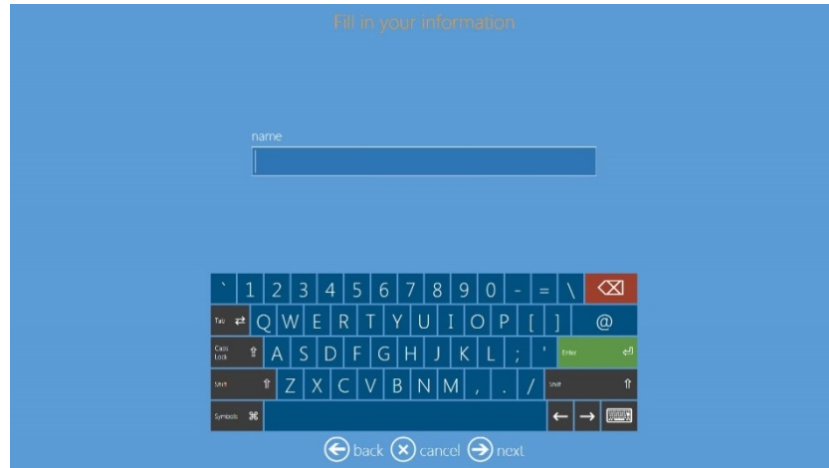 Fill in your information
name
` 1 2 3 4 5 6 7 8 9 0 - = \
Tab Q W E R T Y U I O P [ ] @
Caps Lock A S D F G H J K L ; ' Enter
Shift Z X C V B N M , . / Shift
Symbols
back cancel next